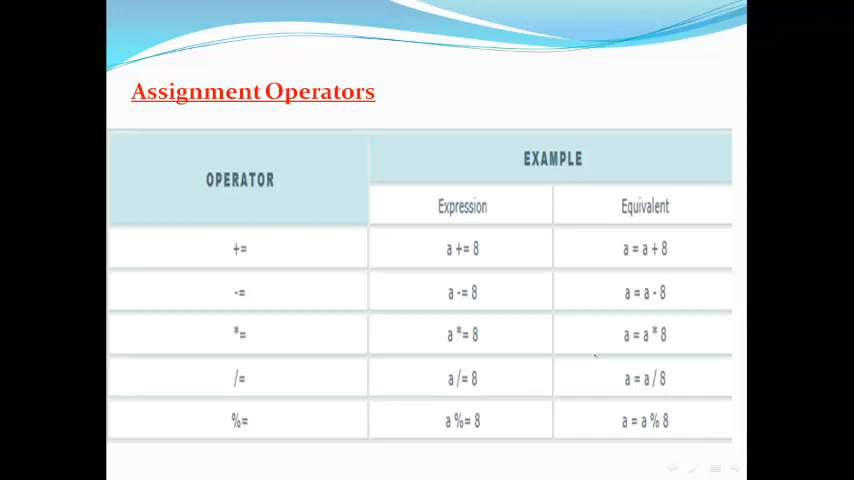 Assignment Operators
OPERATOR
EXAMPLE
Expression Equivalent
+= a += 8 a = a + 8
-= a -= 8 a = a - 8
*= a *= 8 a = a * 8
/= a /= 8 a = a / 8
%= a %= 8 a = a % 8